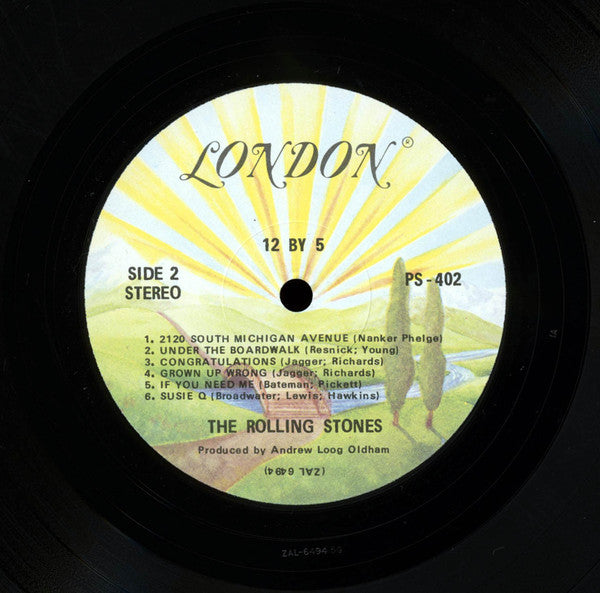 LONDON®
12 BY 5
SIDE 2
STEREO
PS-402
1. 2120 SOUTH MICHIGAN AVENUE (Nanker Phelge)
2. UNDER THE BOARDWALK (Resnick; Young)
3. CONGRATULATIONS (Jagger; Richards)
4. GROWN UP WRONG (Jagger; Richards)
5. IF YOU NEED ME (Bateman; Pickett)
6. SUSIE Q (Broadwater; Lewis; Hawkins)
THE ROLLING STONES
Produced by Andrew Loog Oldham
(ZAL 6494)